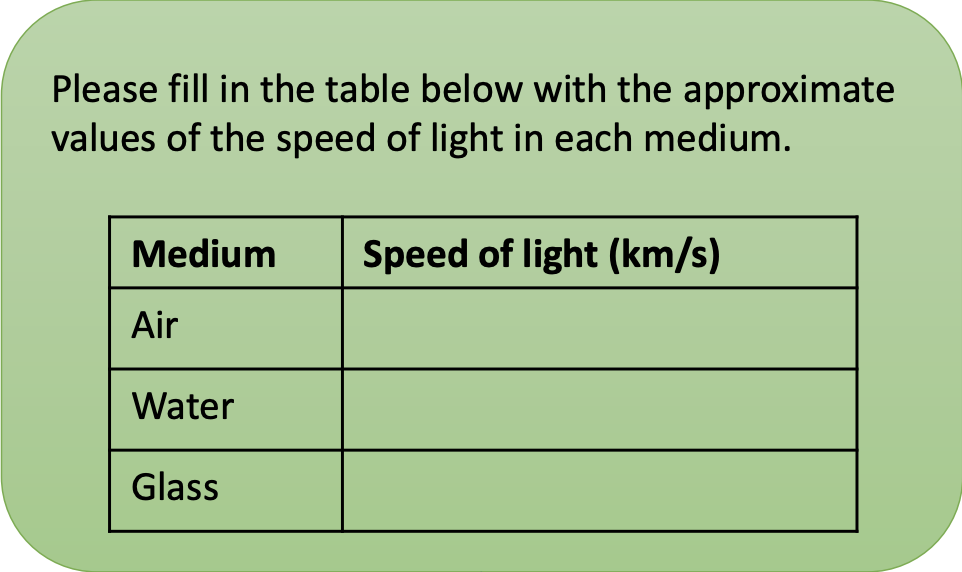 Please fill in the table below with the approximate
values of the speed of light in each medium.
Medium Speed of light (km/s)
Air
Water
Glass